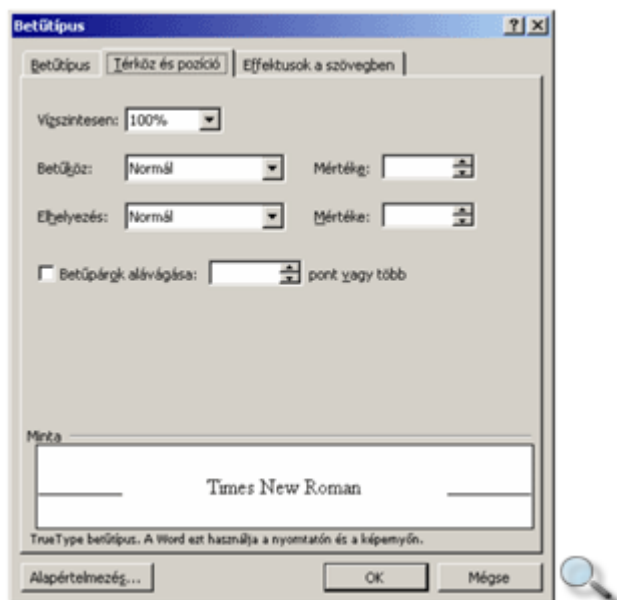 Betűtípus
Betűtípus Térköz és pozíció Effektusok a szövegben
Vízszintesen: 100%
Betűköz: Normál Mértéke:
Elhelyezés: Normál Mértéke:
Betűpárok alávágása: pont vagy több
Minta
Times New Roman
TrueType betűtípus. A Word ezt használja a nyomtatón és a képernyőn.
Alapértelmezés... OK Mégse